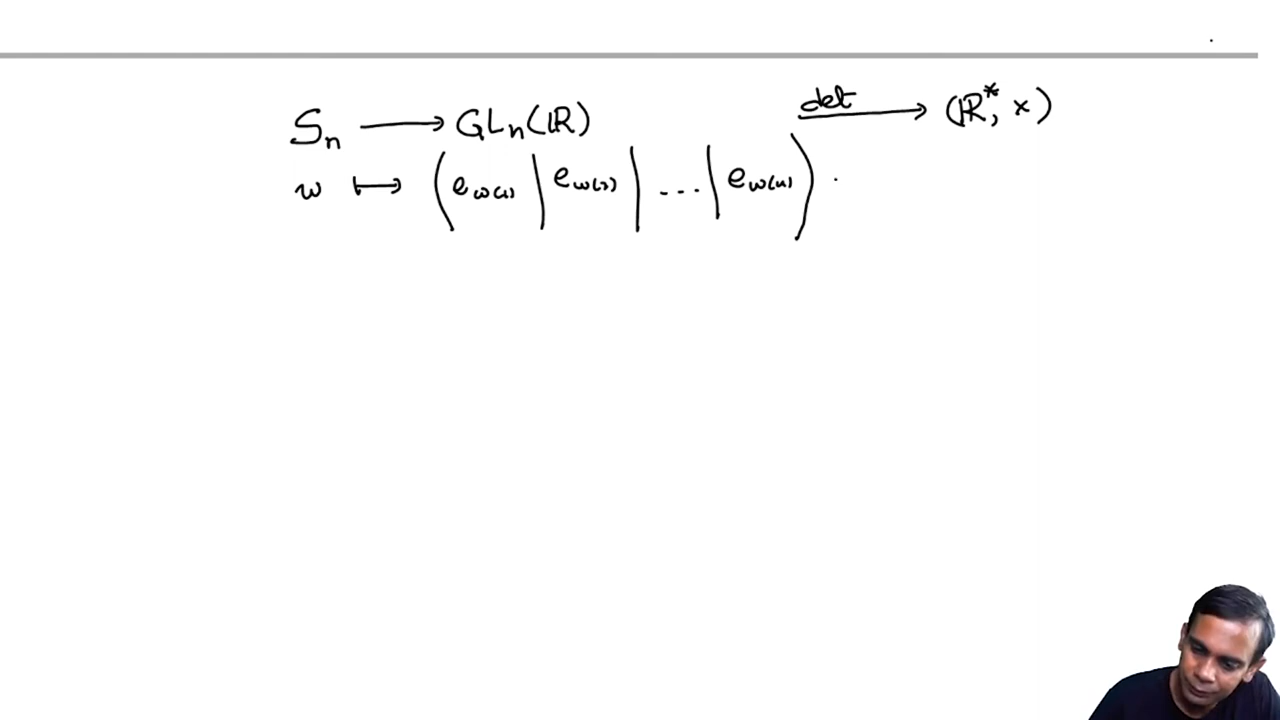 Sₙ ⟶ GLₙ(ℝ) det⟶ (ℝ*, ×)
w ⟼ (e_w(1) | e_w(2) | ... | e_w(n)) .